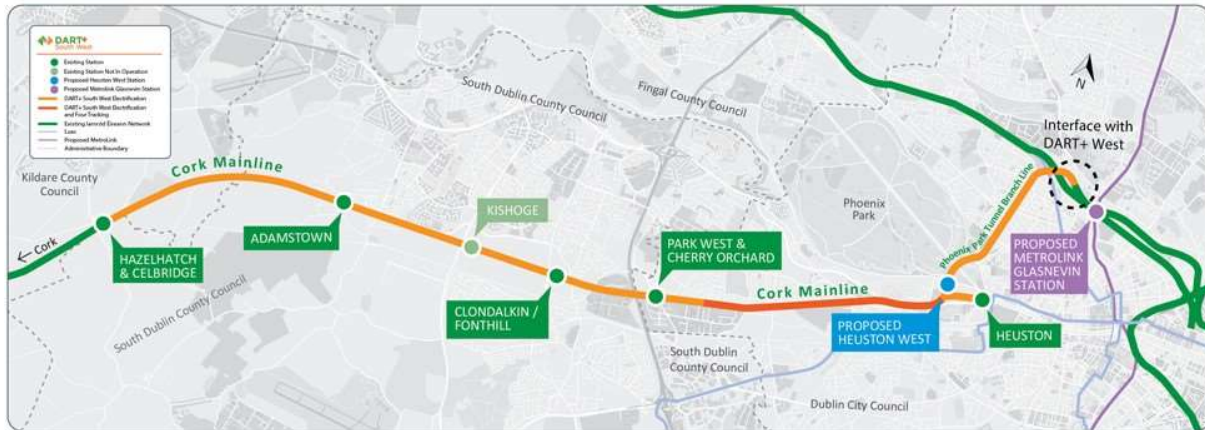 DART+
South West
Existing Station
Existing Station Not In Operation
Proposed Heuston West Station
Proposed Metrolink Glasnevin Station
DART+ South West Electrification
DART+ South West Electrification
and Four Tracking
Existing Iarnród Éireann Network
Luas
Proposed MetroLink
Administrative Boundary
South Dublin County Council
Fingal County Council
N
Interface with
DART+ West
Kildare County
Council
Cork Mainline
← Cork
HAZELHATCH
& CELBRIDGE
ADAMSTOWN
KISHOGE
CLONDALKIN /
FONTHILL
PARK WEST &
CHERRY ORCHARD
Phoenix
Park
Phoenix Park Tunnel Branch Line
PROPOSED
METROLINK
GLASNEVIN
STATION
Cork Mainline
PROPOSED
HEUSTON WEST
HEUSTON
South Dublin County Council
South Dublin
County Council
Dublin City Council